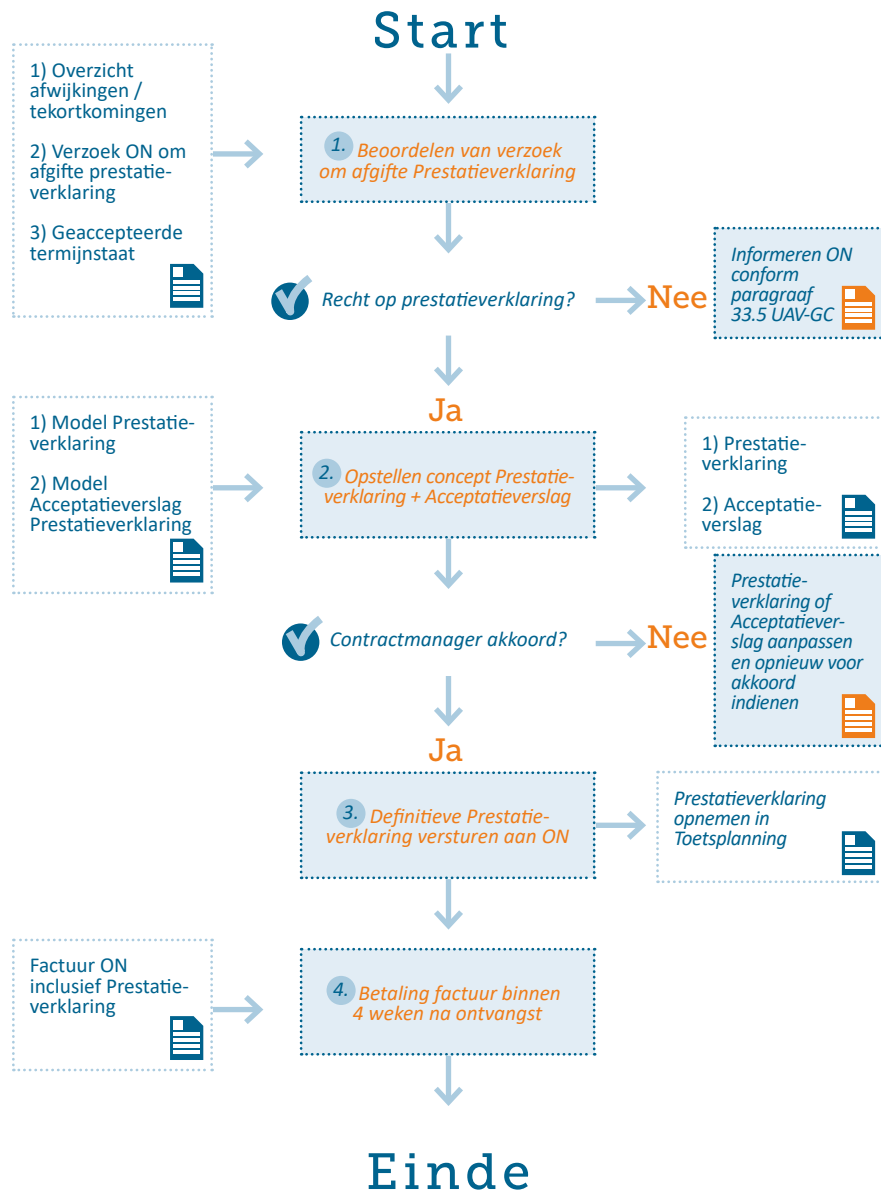 Start
1) Overzicht
afwijkingen /
tekortkomingen
2) Verzoek ON om
afgifte prestatie-
verklaring
3) Geaccepteerde
termijnstaat
1. Beoordelen van verzoek
om afgifte Prestatieverklaring
Recht op prestatieverklaring?
Nee
Informeren ON
conform
paragraaf
33.5 UAV-GC
Ja
1) Model Prestatie-
verklaring
2) Model
Acceptatieverslag
Prestatieverklaring
2. Opstellen concept Prestatie-
verklaring + Acceptatieverslag
1) Prestatie-
verklaring
2) Acceptatie-
verslag
Contractmanager akkoord?
Nee
Prestatie-
verklaring of
Acceptatiever-
slag aanpassen
en opnieuw voor
akkoord
indienen
Ja
3. Definitieve Prestatie-
verklaring versturen aan ON
Prestatieverklaring
opnemen in
Toetsplanning
Factuur ON
inclusief Prestatie-
verklaring
4. Betaling factuur binnen
4 weken na ontvangst
Einde